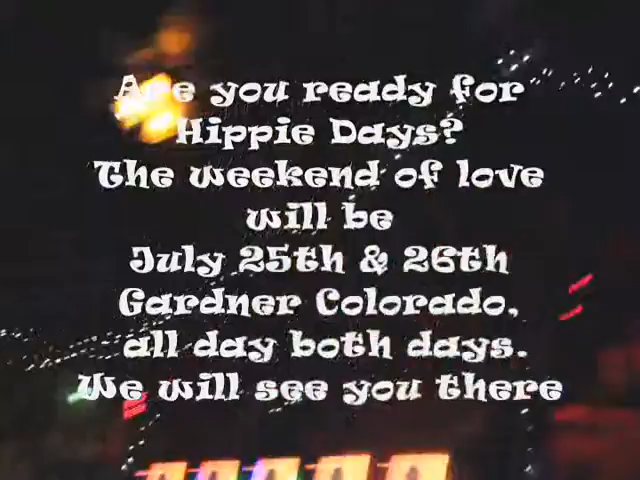 Are you ready for
Hippie Days?
The weekend of love
will be
July 25th & 26th
Gardner Colorado,
all day both days.
We will see you there